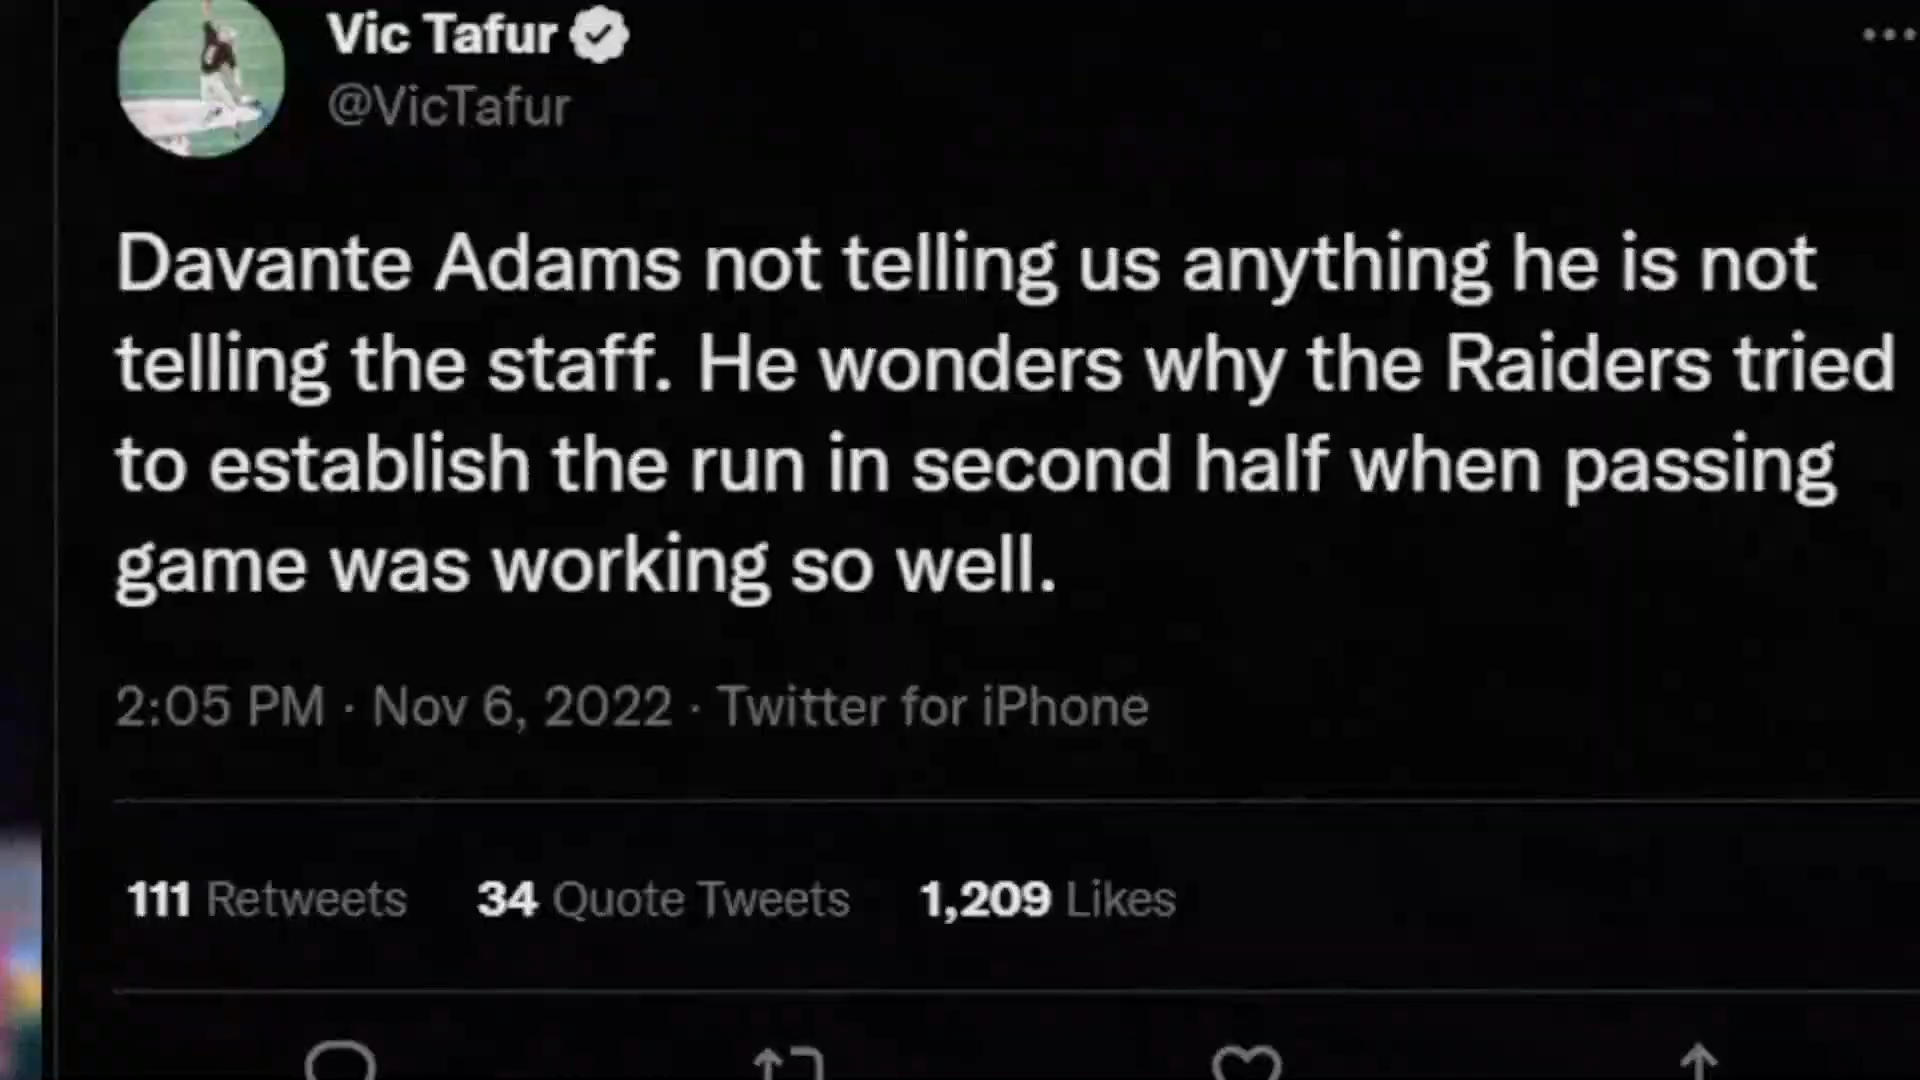 Vic Tafur
@VicTafur
Davante Adams not telling us anything he is not
telling the staff. He wonders why the Raiders tried
to establish the run in second half when passing
game was working so well.
2:05 PM · Nov 6, 2022 · Twitter for iPhone
111 Retweets 34 Quote Tweets 1,209 Likes